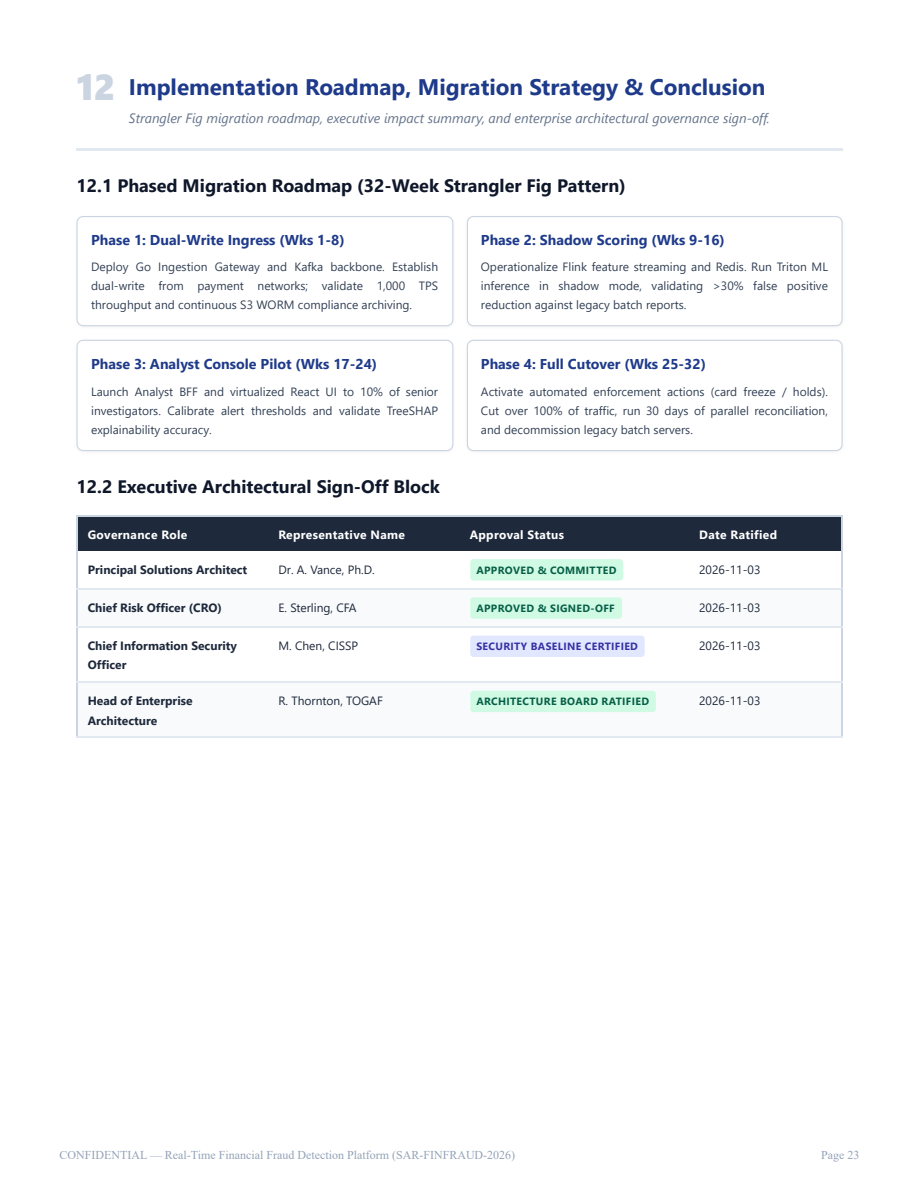 12 Implementation Roadmap, Migration Strategy & Conclusion
Strangler Fig migration roadmap, executive impact summary, and enterprise architectural governance sign-off.
12.1 Phased Migration Roadmap (32-Week Strangler Fig Pattern)
Phase 1: Dual-Write Ingress (Wks 1-8)
Deploy Go Ingestion Gateway and Kafka backbone. Establish
dual-write from payment networks; validate 1,000 TPS
throughput and continuous S3 WORM compliance archiving.
Phase 2: Shadow Scoring (Wks 9-16)
Operationalize Flink feature streaming and Redis. Run Triton ML
inference in shadow mode, validating >30% false positive
reduction against legacy batch reports.
Phase 3: Analyst Console Pilot (Wks 17-24)
Launch Analyst BFF and virtualized React UI to 10% of senior
investigators. Calibrate alert thresholds and validate TreeSHAP
explainability accuracy.
Phase 4: Full Cutover (Wks 25-32)
Activate automated enforcement actions (card freeze / holds).
Cut over 100% of traffic, run 30 days of parallel reconciliation,
and decommission legacy batch servers.
12.2 Executive Architectural Sign-Off Block
Governance Role Representative Name Approval Status Date Ratified
Principal Solutions Architect Dr. A. Vance, Ph.D. APPROVED & COMMITTED 2026-11-03
Chief Risk Officer (CRO) E. Sterling, CFA APPROVED & SIGNED-OFF 2026-11-03
Chief Information Security M. Chen, CISSP SECURITY BASELINE CERTIFIED 2026-11-03
Officer
Head of Enterprise R. Thornton, TOGAF ARCHITECTURE BOARD RATIFIED 2026-11-03
Architecture
CONFIDENTIAL — Real-Time Financial Fraud Detection Platform (SAR-FINFRAUD-2026) Page 23